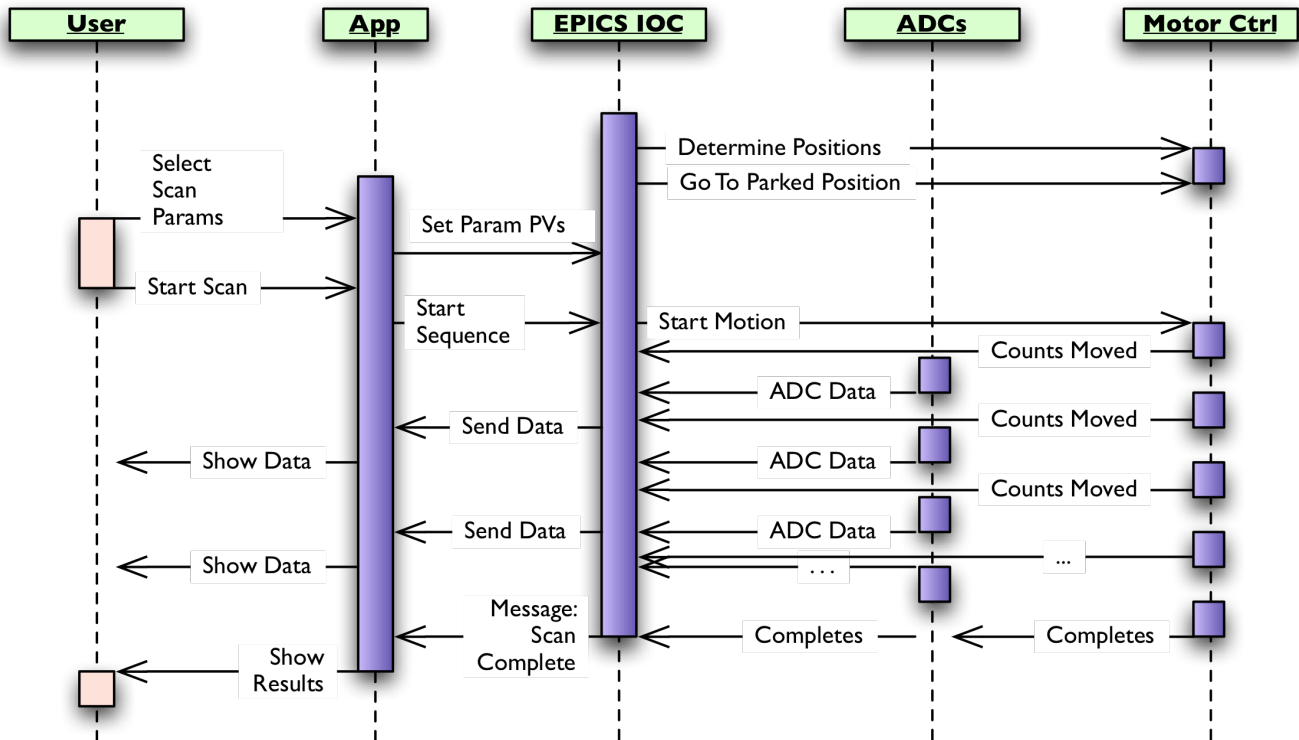 User
App
EPICS IOC
ADCs
Motor Ctrl
Determine Positions
Select
Scan
Params
Go To Parked Position
Set Param PVs
Start Scan
Start
Sequence
Start Motion
Counts Moved
ADC Data
Counts Moved
Send Data
Show Data
ADC Data
Counts Moved
Send Data
ADC Data
...
Show Data
. . .
Message:
Scan
Complete
Completes
Completes
Show
Results